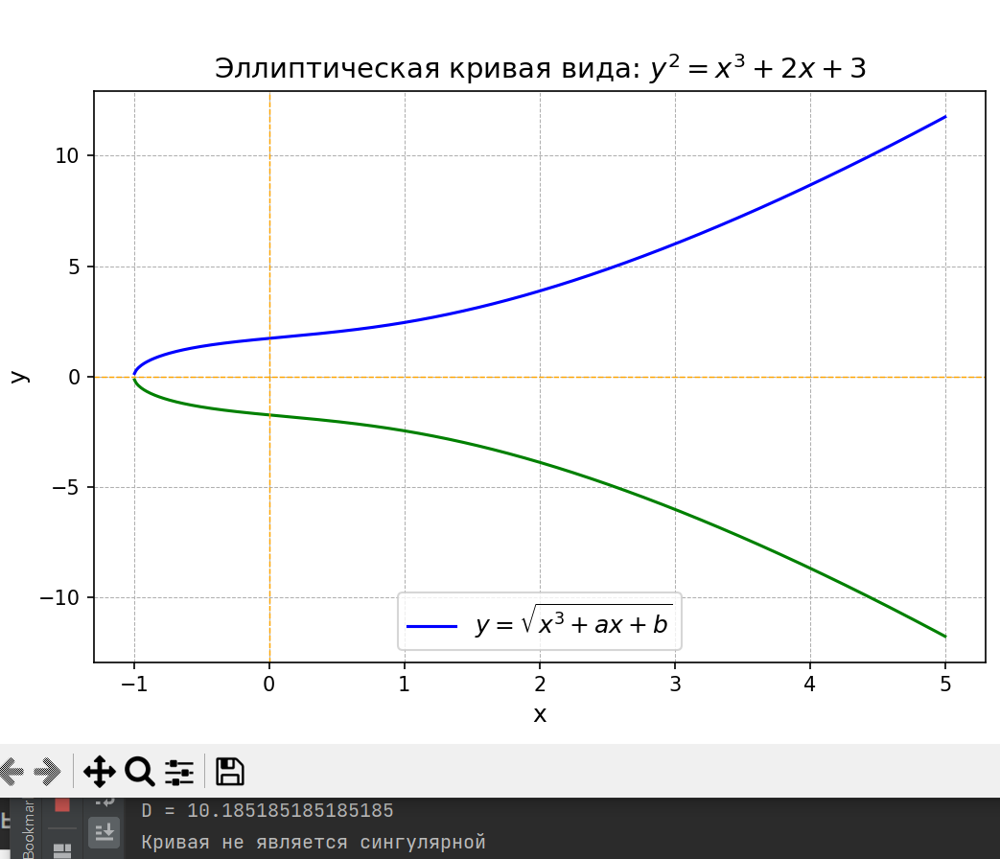 Эллиптическая кривая вида: y² = x³ + 2x + 3
10
5
0
−5
−10
y
y = √(x³ + ax + b)
−1 0 1 2 3 4 5
x
D = 10.185185185185185
Кривая не является сингулярной